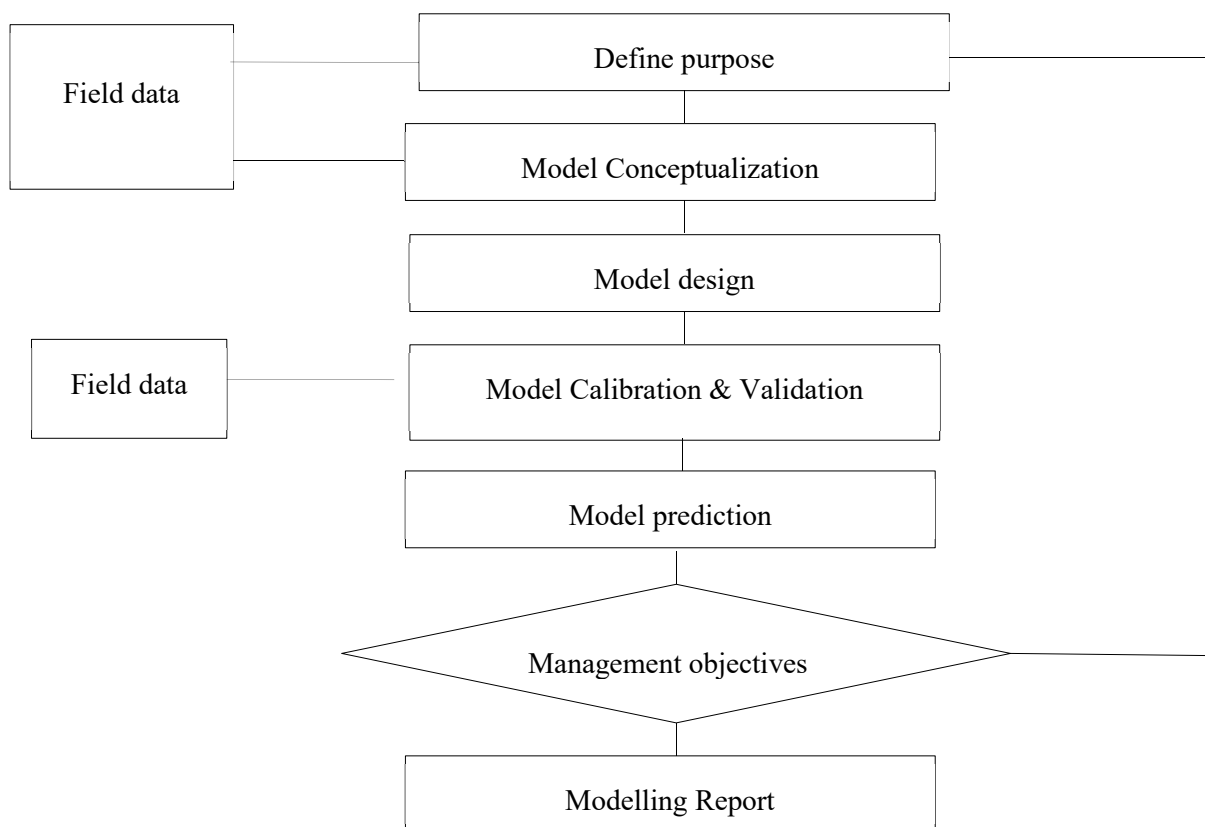 Define purpose
Field data
Model Conceptualization
Model design
Field data
Model Calibration & Validation
Model prediction
Management objectives
Modelling Report